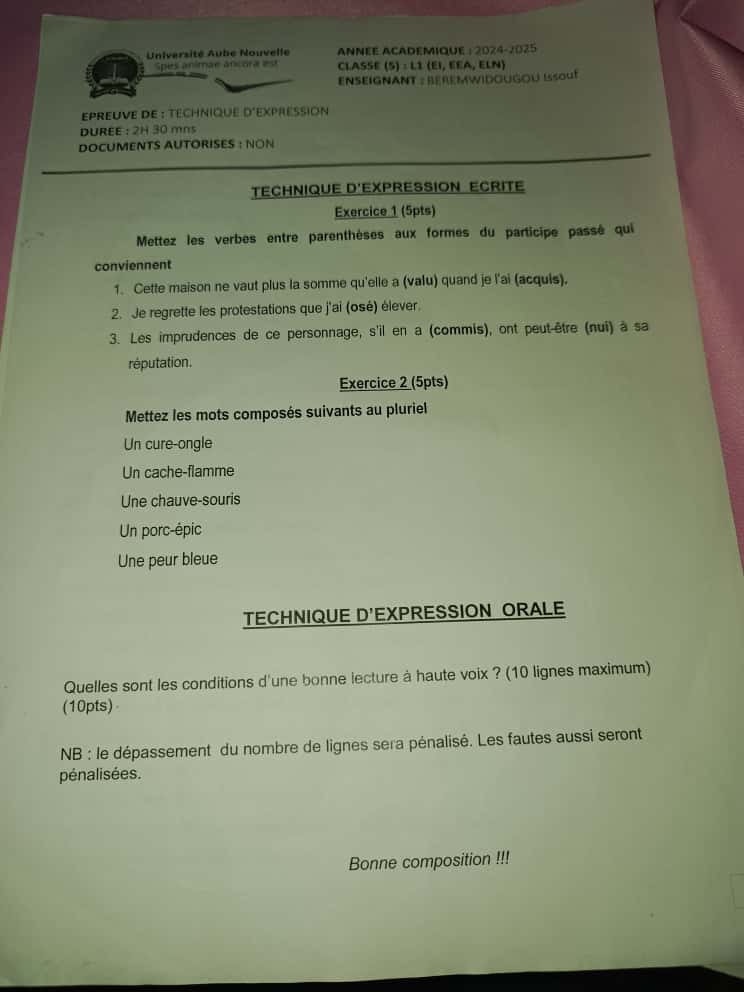 Université Aube Nouvelle
Spes animae ancora est
ANNEE ACADEMIQUE : 2024-2025
CLASSE (S) : L1 (EI, EEA, ELN)
ENSEIGNANT : BEREMWIDOUGOU Issouf
EPREUVE DE : TECHNIQUE D'EXPRESSION
DUREE : 2H 30 mns
DOCUMENTS AUTORISES : NON
TECHNIQUE D'EXPRESSION ECRITE
Exercice 1 (5pts)
Mettez les verbes entre parenthèses aux formes du participe passé qui
conviennent
1. Cette maison ne vaut plus la somme qu'elle a (valu) quand je l'ai (acquis).
2. Je regrette les protestations que j'ai (osé) élever.
3. Les imprudences de ce personnage, s'il en a (commis), ont peut-être (nui) à sa
réputation.
Exercice 2 (5pts)
Mettez les mots composés suivants au pluriel
Un cure-ongle
Un cache-flamme
Une chauve-souris
Un porc-épic
Une peur bleue
TECHNIQUE D'EXPRESSION ORALE
Quelles sont les conditions d'une bonne lecture à haute voix ? (10 lignes maximum)
(10pts)
NB : le dépassement du nombre de lignes sera pénalisé. Les fautes aussi seront
pénalisées.
Bonne composition !!!